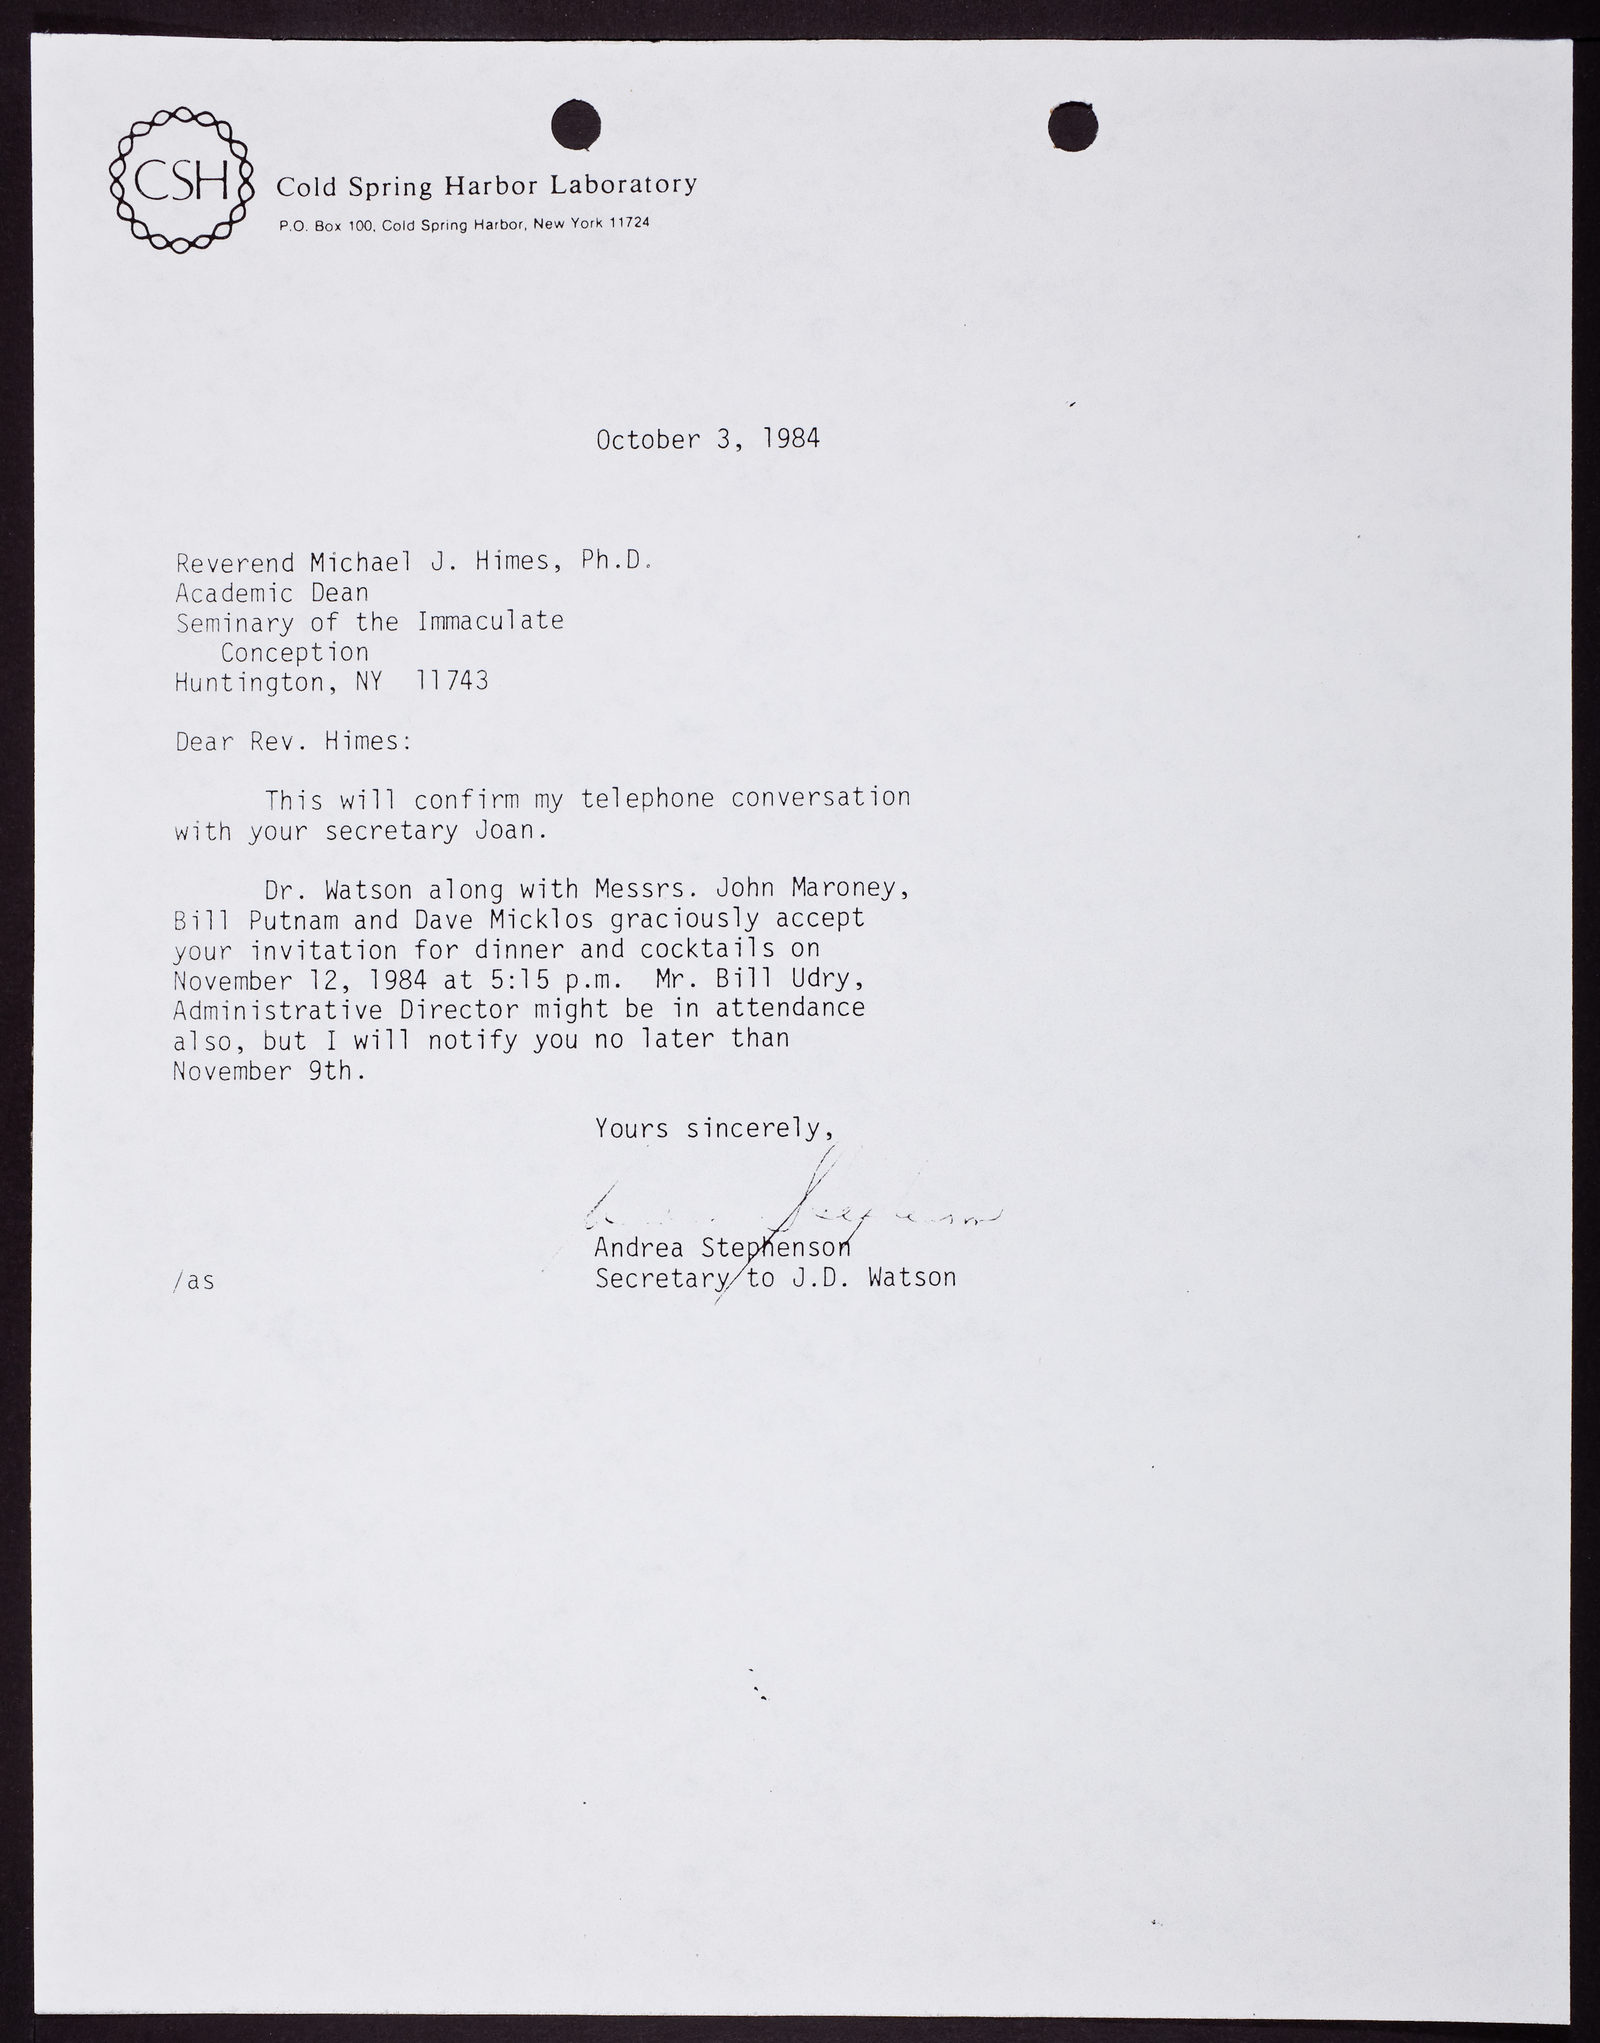 CSH
Cold Spring Harbor Laboratory
P.O. Box 100, Cold Spring Harbor, New York 11724
October 3, 1984
Reverend Michael J. Himes, Ph.D.
Academic Dean
Seminary of the Immaculate
Conception
Huntington, NY 11743
Dear Rev. Himes:
This will confirm my telephone conversation
with your secretary Joan.
Dr. Watson along with Messrs. John Maroney,
Bill Putnam and Dave Micklos graciously accept
your invitation for dinner and cocktails on
November 12, 1984 at 5:15 p.m. Mr. Bill Udry,
Administrative Director might be in attendance
also, but I will notify you no later than
November 9th.
Yours sincerely,
Stephenson
Andrea Stephenson
/as
Secretary to J.D. Watson